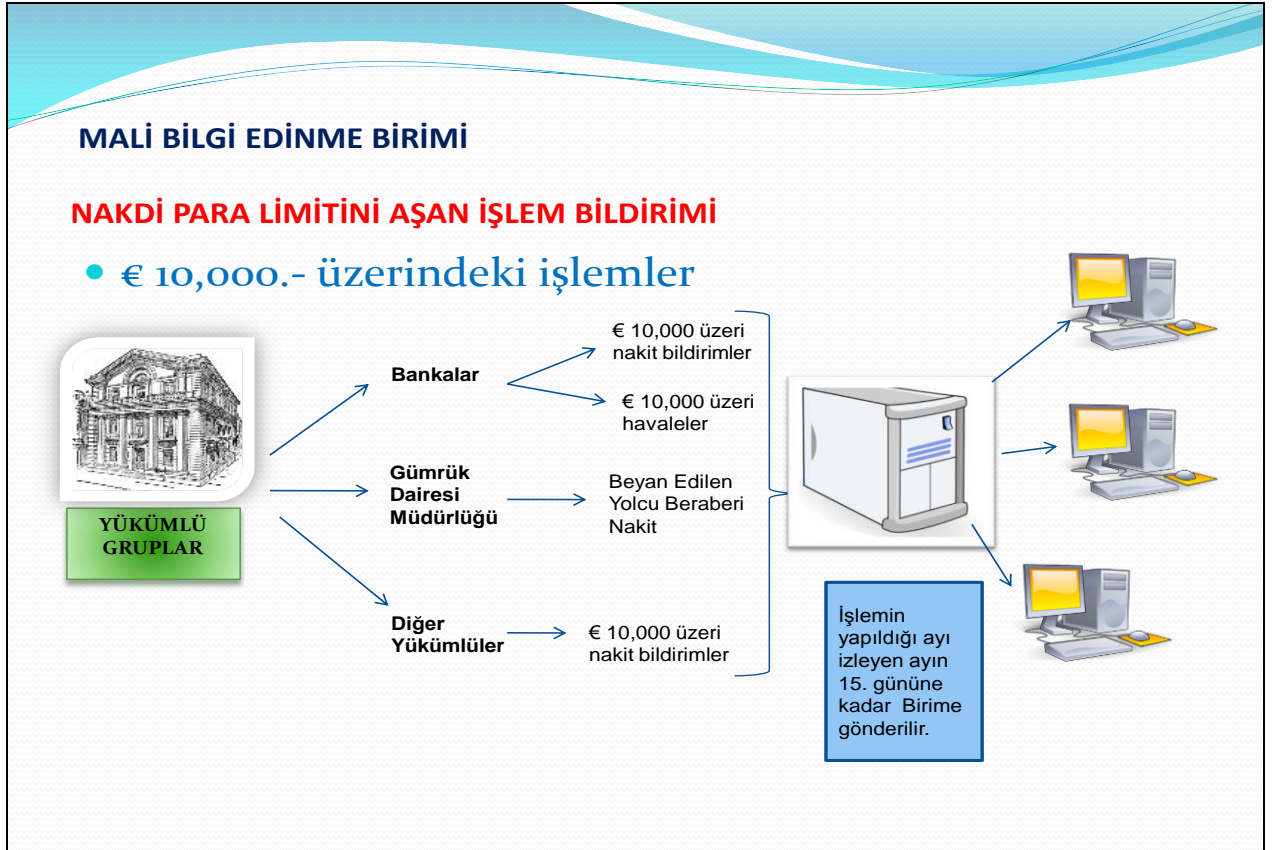 MALİ BİLGİ EDİNME BİRİMİ
NAKDİ PARA LİMİTİNİ AŞAN İŞLEM BİLDİRİMİ
• € 10,000.- üzerindeki işlemler
YÜKÜMLÜ
GRUPLAR
Bankalar
€ 10,000 üzeri
nakit bildirimler
€ 10,000 üzeri
havaleler
Gümrük
Dairesi
Müdürlüğü
Beyan Edilen
Yolcu Beraberi
Nakit
Diğer
Yükümlüler
€ 10,000 üzeri
nakit bildirimler
İşlemin
yapıldığı ayı
izleyen ayın
15. gününe
kadar Birime
gönderilir.